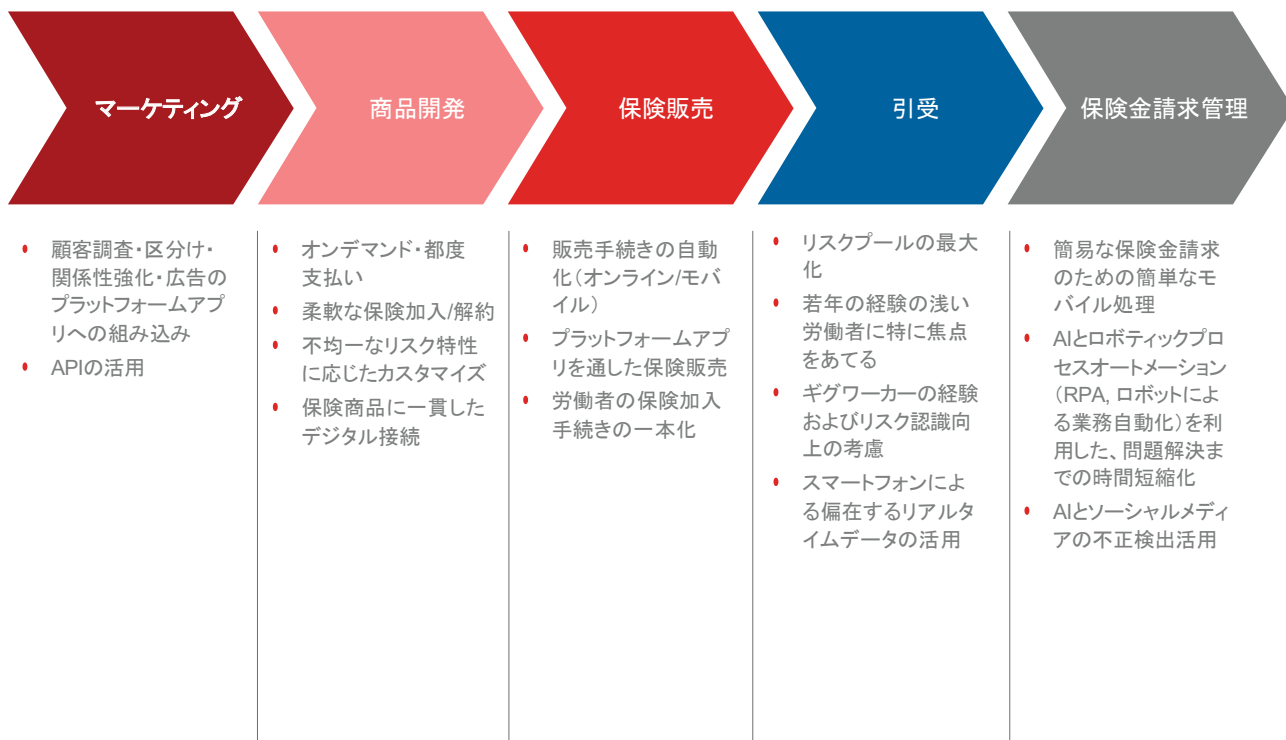 マーケティング
商品開発
保険販売
引受
保険金請求管理
• 顧客調査・区分け・
関係性強化・広告の
プラットフォームアプ
リへの組み込み
• APIの活用
• オンデマンド・都度
支払い
• 柔軟な保険加入/解約
• 不均一なリスク特性
に応じたカスタマイズ
• 保険商品に一貫した
デジタル接続
• 販売手続きの自動
化(オンライン/モバ
イル)
• プラットフォームアプ
リを通した保険販売
• 労働者の保険加入
手続きの一本化
• リスクプールの最大
化
• 若年の経験の浅い
労働者に特に焦点
をあてる
• ギグワーカーの経験
およびリスク認識向
上の考慮
• スマートフォンによ
る偏在するリアルタ
イムデータの活用
• 簡易な保険金請求
のための簡単なモ
バイル処理
• AIとロボティックプロ
セスオートメーション
(RPA, ロボットによ
る業務自動化)を利
用した、問題解決ま
での時間短縮化
• AIとソーシャルメディ
アの不正検出活用